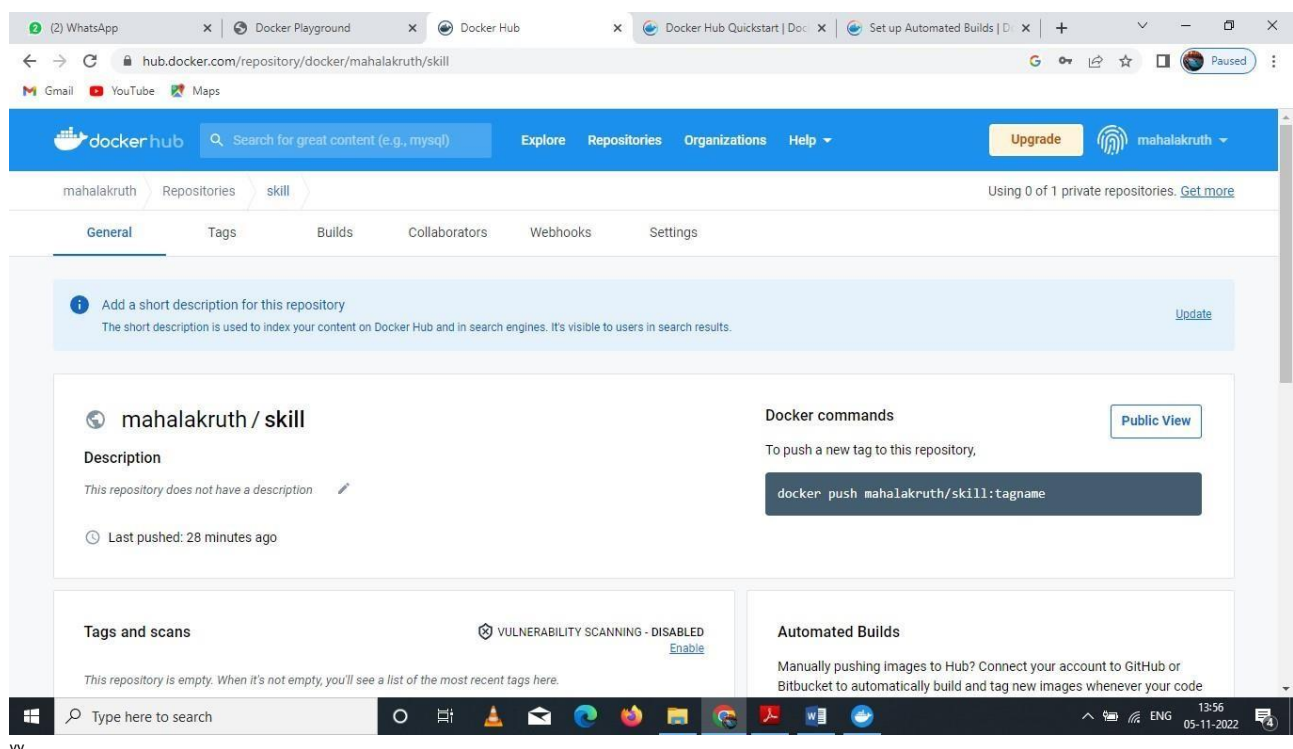 (2) WhatsApp
Docker Playground
Docker Hub
Docker Hub Quickstart | Doc
Set up Automated Builds | D
hub.docker.com/repository/docker/mahalakruth/skill
Paused
Gmail YouTube Maps
dockerhub
Search for great content (e.g., mysql)
Explore Repositories Organizations Help
Upgrade
mahalakruth
mahalakruth Repositories skill
Using 0 of 1 private repositories. Get more
General Tags Builds Collaborators Webhooks Settings
Add a short description for this repository
The short description is used to index your content on Docker Hub and in search engines. It's visible to users in search results.
Update
mahalakruth / skill
Description
This repository does not have a description
Last pushed: 28 minutes ago
Docker commands
Public View
To push a new tag to this repository,
docker push mahalakruth/skill:tagname
Tags and scans
VULNERABILITY SCANNING - DISABLED
Enable
This repository is empty. When it's not empty, you'll see a list of the most recent tags here.
Automated Builds
Manually pushing images to Hub? Connect your account to GitHub or
Bitbucket to automatically build and tag new images whenever your code
Type here to search
ENG
13:56
05-11-2022
4